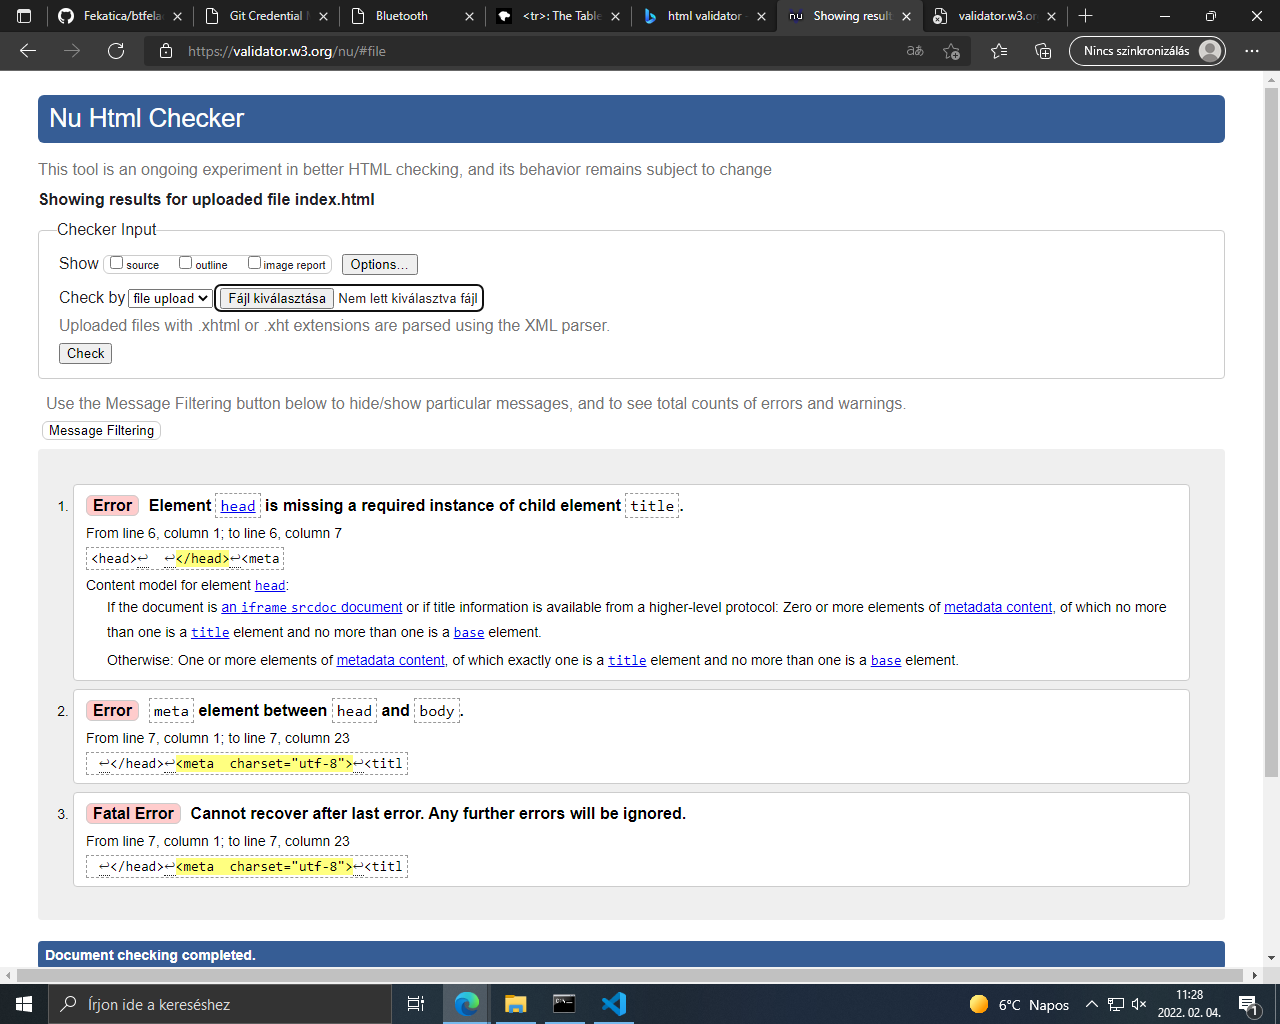 Fekatica/btfela
Git Credential M
Bluetooth
<tr>: The Table
html validator -
Showing result
validator.w3.or
https://validator.w3.org/nu/#file
Nincs szinkronizálás
Nu Html Checker
This tool is an ongoing experiment in better HTML checking, and its behavior remains subject to change
Showing results for uploaded file index.html
Checker Input
Show source outline image report Options...
Check by file upload Fájl kiválasztása Nem lett kiválasztva fájl
Uploaded files with .xhtml or .xht extensions are parsed using the XML parser.
Check
Use the Message Filtering button below to hide/show particular messages, and to see total counts of errors and warnings.
Message Filtering
1. Error Element head is missing a required instance of child element title.
From line 6, column 1; to line 6, column 7
<head>↩ ↩</head>↩<meta
Content model for element head:
If the document is an iframe srcdoc document or if title information is available from a higher-level protocol: Zero or more elements of metadata content, of which no more
than one is a title element and no more than one is a base element.
Otherwise: One or more elements of metadata content, of which exactly one is a title element and no more than one is a base element.
2. Error meta element between head and body.
From line 7, column 1; to line 7, column 23
↩</head>↩<meta charset="utf-8">↩<titl
3. Fatal Error Cannot recover after last error. Any further errors will be ignored.
From line 7, column 1; to line 7, column 23
↩</head>↩<meta charset="utf-8">↩<titl
Document checking completed.
Írjon ide a kereséshez
6°C Napos
11:28
2022. 02. 04.
1